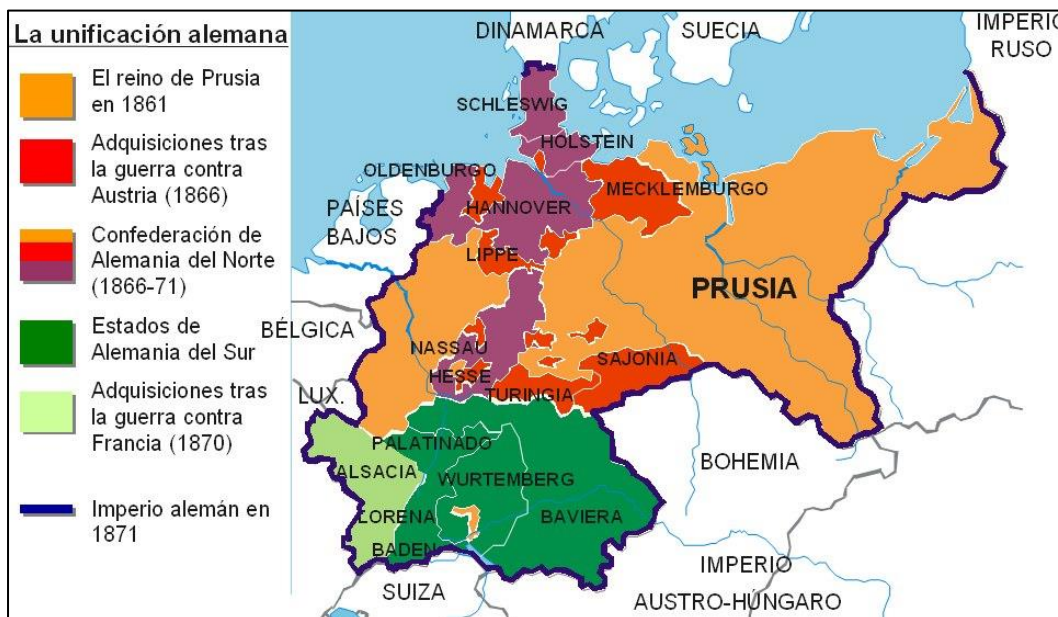 La unificación alemana
El reino de Prusia
en 1861
Adquisiciones tras
la guerra contra
Austria (1866)
Confederación de
Alemania del Norte
(1866-71)
Estados de
Alemania del Sur
Adquisiciones tras
la guerra contra
Francia (1870)
Imperio alemán en
1871
DINAMARCA
SUECIA
IMPERIO
RUSO
SCHLESWIG
HOLSTEIN
OLDENBURGO
MECKLEMBURGO
HANNOVER
PAÍSES
BAJOS
LIPPE
PRUSIA
BÉLGICA
NASSAU
SAJONIA
HESSE
TURINGIA
LUX.
PALATINADO
BOHEMIA
ALSACIA
WURTEMBERG
LORENA
BAVIERA
BADEN
SUIZA
IMPERIO
AUSTRO-HÚNGARO